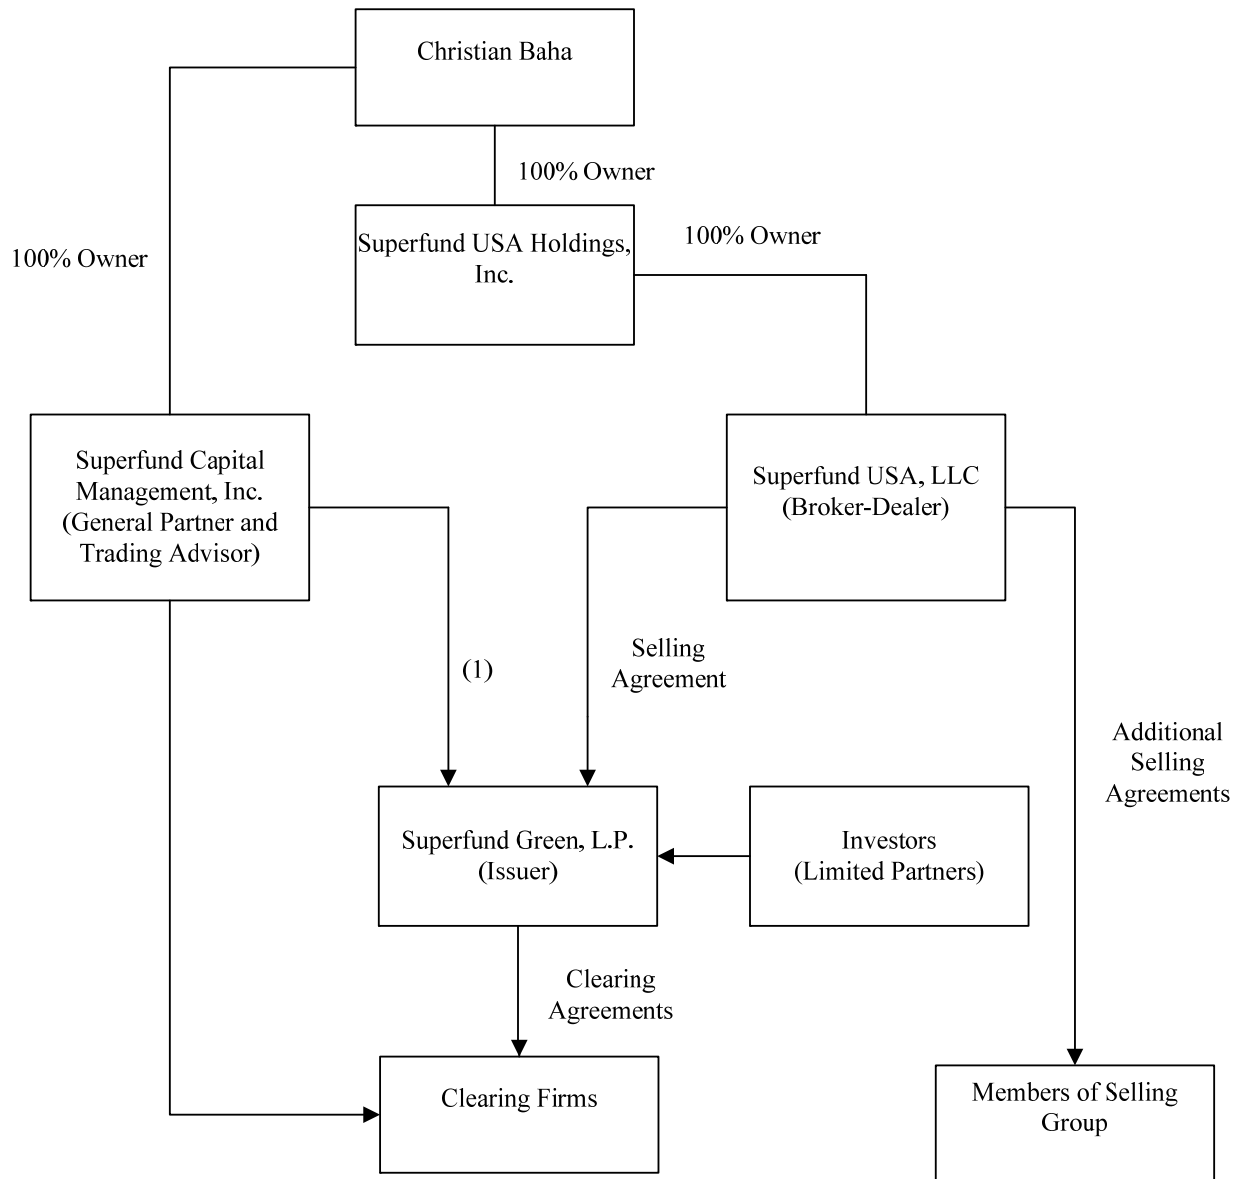 Christian Baha
100% Owner
Superfund USA Holdings,
Inc.
100% Owner
100% Owner
Superfund Capital
Management, Inc.
(General Partner and
Trading Advisor)
Superfund USA, LLC
(Broker-Dealer)
(1)
Selling
Agreement
Additional
Selling
Agreements
Superfund Green, L.P.
(Issuer)
Investors
(Limited Partners)
Clearing
Agreements
Clearing Firms
Members of Selling
Group